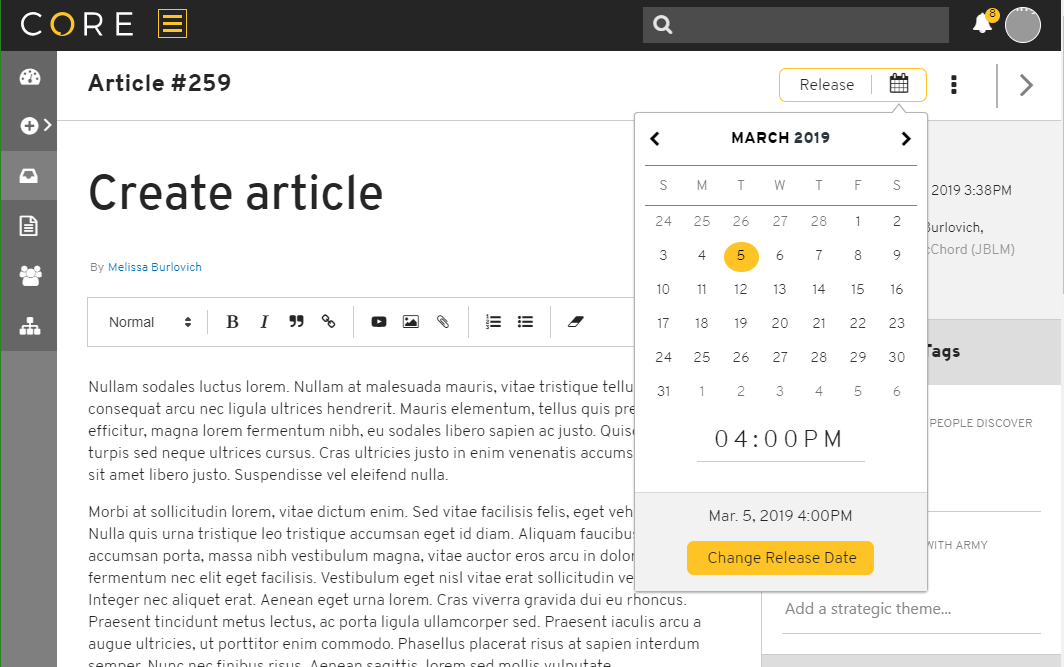 CORE
8
Article #259
Release
Create article
By Melissa Burlovich
Normal
B I
Nullam sodales luctus lorem. Nullam at malesuada mauris, vitae tristique
consequat arcu nec ligula ultrices hendrerit. Mauris elementum, tellus quis
efficitur, magna lorem fermentum nibh, eu sodales libero sapien ac justo.
turpis sed neque ultrices cursus. Cras ultricies justo in enim venenatis
sit amet libero justo. Suspendisse vel eleifend nulla.
Morbi at sollicitudin lorem, vitae dictum enim. Sed vitae facilisis felis, eget
Nulla quis urna tristique leo tristique accumsan eget id diam. Aliquam
accumsan porta, massa nibh vestibulum magna, vitae auctor eros arcu in
fermentum nec elit eget facilisis. Vestibulum eget nisl vitae erat sollicitudin
Integer nec aliquet erat. Aenean eget urna lorem. Cras viverra gravida dui eu rhoncus.
Praesent tincidunt metus lectus, ac porta ligula ullamcorper sed. Praesent iaculis arcu a
augue ultricies, ut porttitor enim commodo. Phasellus placerat risus at sapien interdum
semper. Nunc nec finibus risus. Aenean sagittis, lorem sed mollis vulputate
MARCH 2019
S M T W T F S
24 25 26 27 28 1 2
3 4 5 6 7 8 9
10 11 12 13 14 15 16
17 18 19 20 21 22 23
24 25 26 27 28 29 30
31 1 2 3 4 5 6
04:00PM
Mar. 5, 2019 4:00PM
Change Release Date
2019 3:38PM
Burlovich,
(JBLM)
Tags
PEOPLE DISCOVER
WITH ARMY
Add a strategic theme...